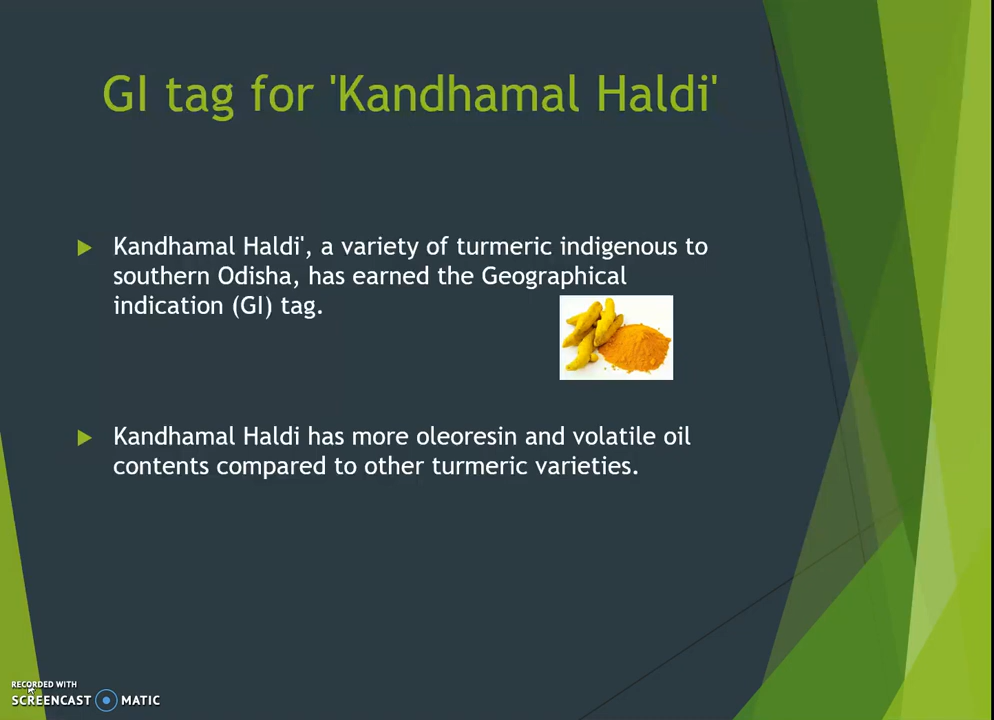 GI tag for 'Kandhamal Haldi'
Kandhamal Haldi', a variety of turmeric indigenous to
southern Odisha, has earned the Geographical
indication (GI) tag.
Kandhamal Haldi has more oleoresin and volatile oil
contents compared to other turmeric varieties.
RECORDED WITH
SCREENCAST MATIC